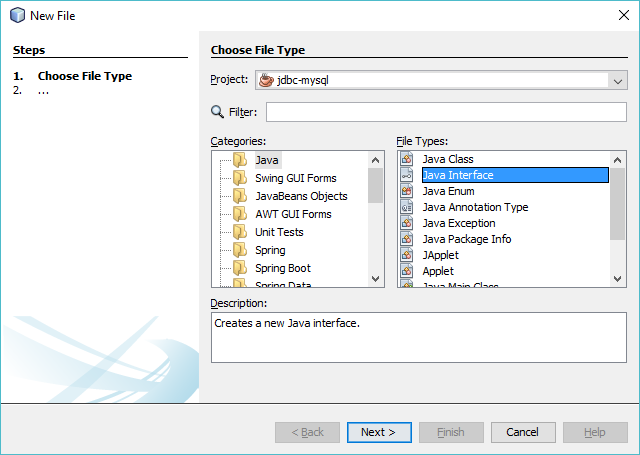 New File
Steps
1. Choose File Type
2. ...
Choose File Type
Project: jdbc-mysql
Filter:
Categories:
Java
Swing GUI Forms
JavaBeans Objects
AWT GUI Forms
Unit Tests
Spring
Spring Boot
Spring Data
File Types:
Java Class
Java Interface
Java Enum
Java Annotation Type
Java Exception
Java Package Info
JApplet
Applet
Java Main Class
Description:
Creates a new Java interface.
< Back
Next >
Finish
Cancel
Help